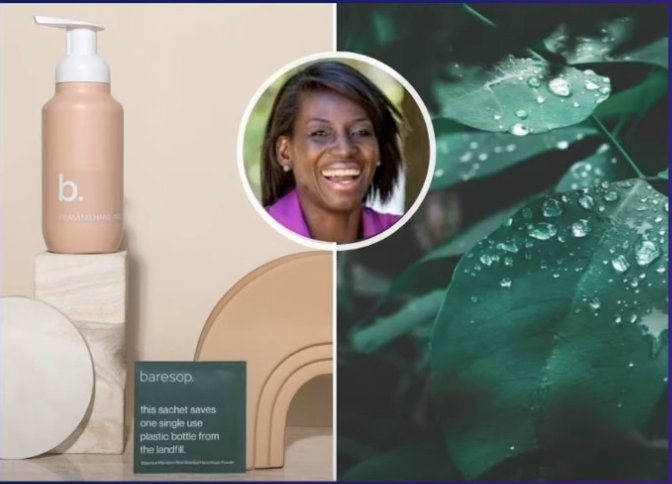 b.
baresop.
this sachet saves
one single use
plastic bottle from
the landfill.